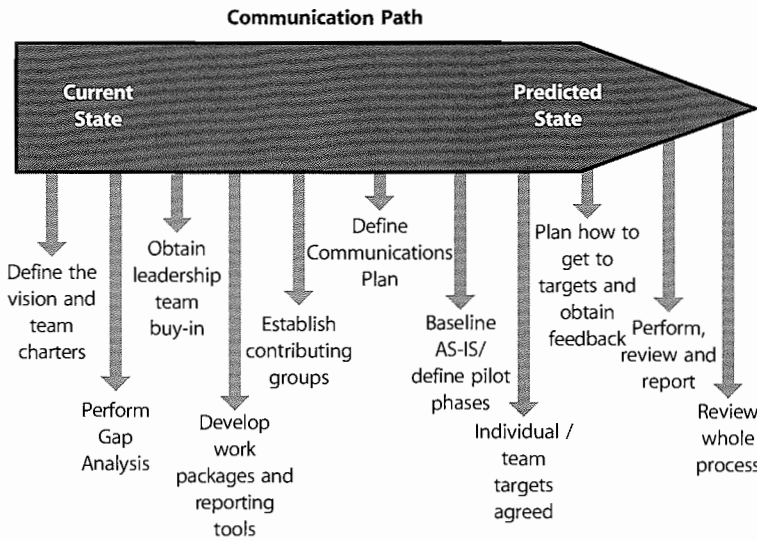 Communication Path
Current
State
Predicted
State
Define the
vision and
team
charters
Perform
Gap
Analysis
Obtain
leadership
team
buy-in
Develop
work
packages and
reporting
tools
Establish
contributing
groups
Define
Communications
Plan
Baseline
AS-IS/
define pilot
phases
Individual /
team
targets
agreed
Plan how to
get to
targets and
obtain
feedback
Perform,
review and
report
Review
whole
process